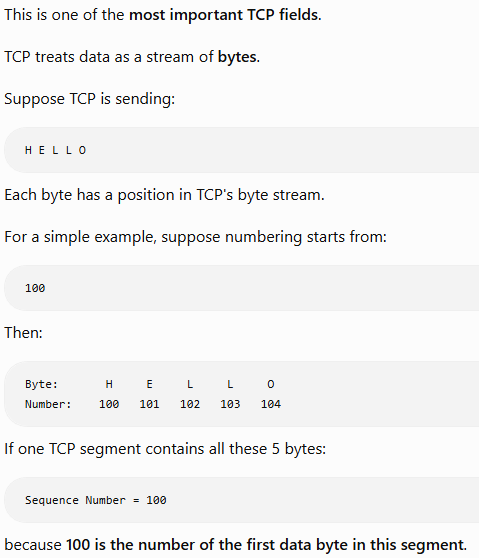 This is one of the most important TCP fields.
TCP treats data as a stream of bytes.
Suppose TCP is sending:
H E L L O
Each byte has a position in TCP's byte stream.
For a simple example, suppose numbering starts from:
100
Then:
Byte: H E L L O
Number: 100 101 102 103 104
If one TCP segment contains all these 5 bytes:
Sequence Number = 100
because 100 is the number of the first data byte in this segment.